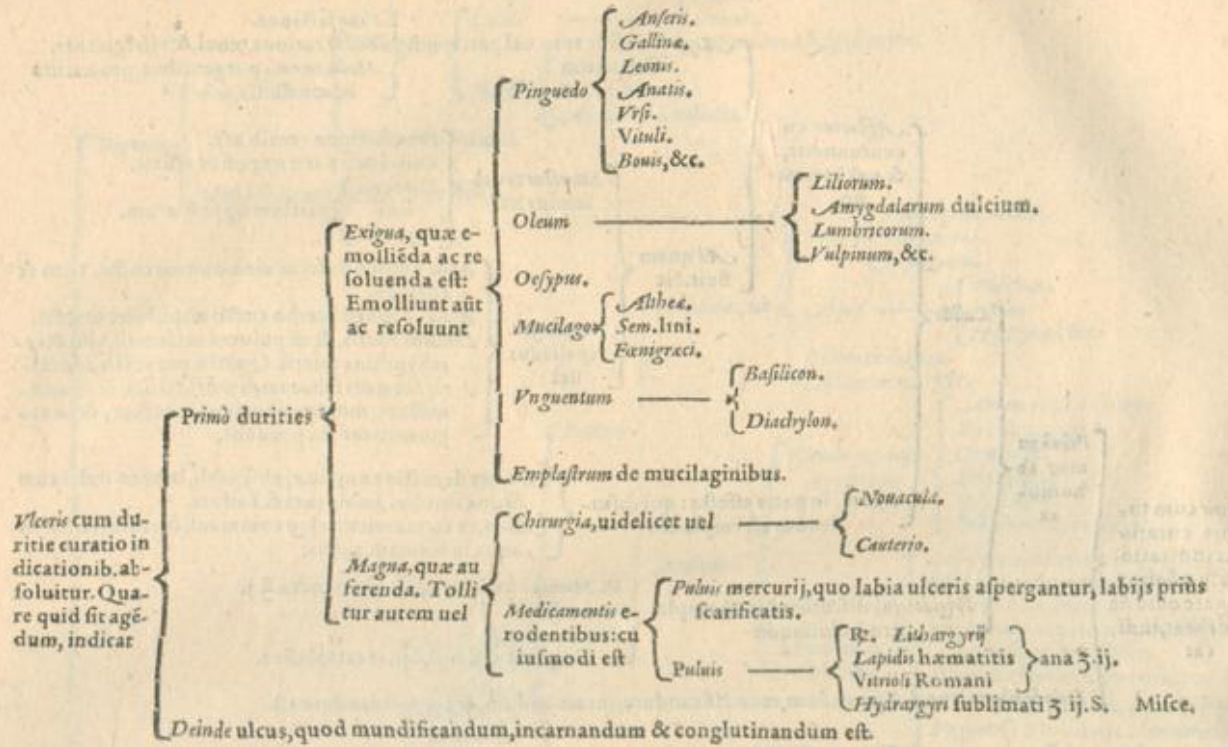 Vlceris cum du-
ritie curatio in
dicationib. ab-
soluitur. Qua-
re quid sit agē-
dum, indicat
Primò durities
Exigua, quæ e-
molliēda ac re
soluenda est:
Emolliunt aūt
ac resoluunt
Pinguedo
Anseris.
Gallinæ.
Leonis.
Anatis.
Vrsi.
Vituli.
Bouis, &c.
Oleum
Liliorum.
Amygdalarum dulcium.
Lumbricorum.
Vulpinum, &c.
Oesypus.
Mucilago
Altheæ.
Sem. lini.
Fœnigræci.
Vnguentum
Basilicon.
Diachylon.
Emplastrum de mucilaginibus.
Magna, quæ au
ferenda. Tolli
tur autem uel
Chirurgia, uidelicet uel
Nouacula.
Cauterio.
Medicamentis e-
rodentibus: cu
iusmodi est
Puluis mercurij, quo labia ulceris aspergantur, labijs priùs
scarificatis.
Puluis
℞. Lithargyrij
Lapidis hæmatitis
Vitrioli Romani
ana ʒ. ij.
Hydrargyri sublimati ʒ ij. S. Misce.
Deinde ulcus, quod mundificandum, incarnandum & conglutinandum est.